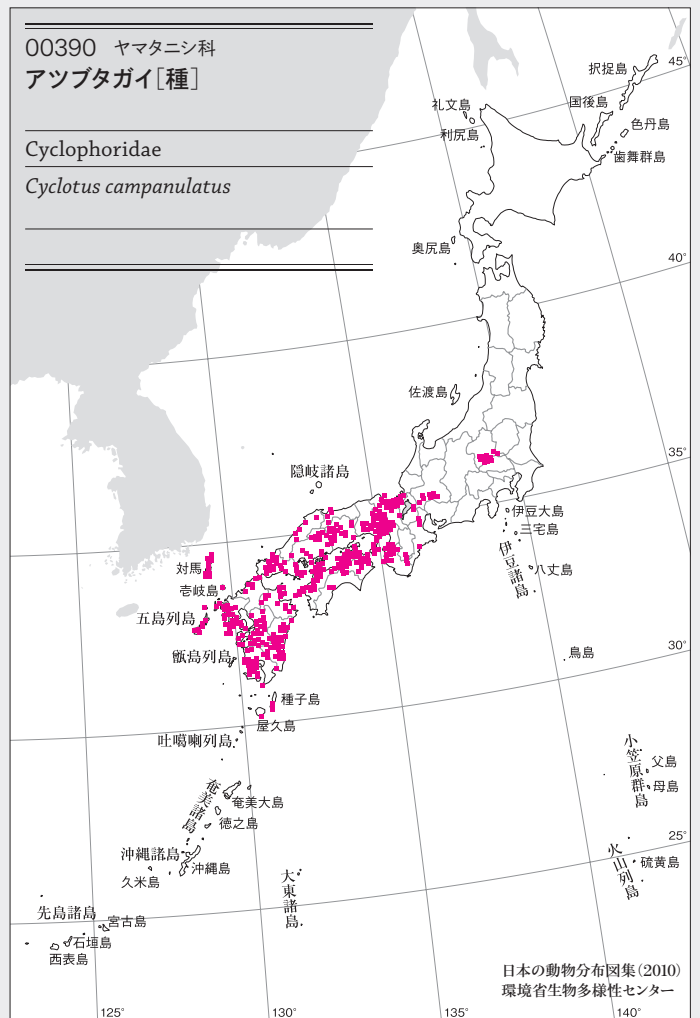 00390 ヤマタニシ科
アツブタガイ[種]
Cyclophoridae
Cyclotus campanulatus
45°
択捉島
礼文島
国後島
色丹島
利尻島
歯舞群島
奥尻島
40°
佐渡島
35°
隠岐諸島
伊豆大島
三宅島
伊豆諸島
八丈島
対馬
壱岐島
五島列島
甑島列島
鳥島
30°
種子島
屋久島
吐噶喇列島
小笠原群島
父島
母島
奄美諸島
奄美大島
徳之島
25°
沖縄諸島
沖縄島
久米島
火山列島
硫黄島
大東諸島
先島諸島
宮古島
石垣島
西表島
日本の動物分布図集(2010)
環境省生物多様性センター
125°
130°
135°
140°